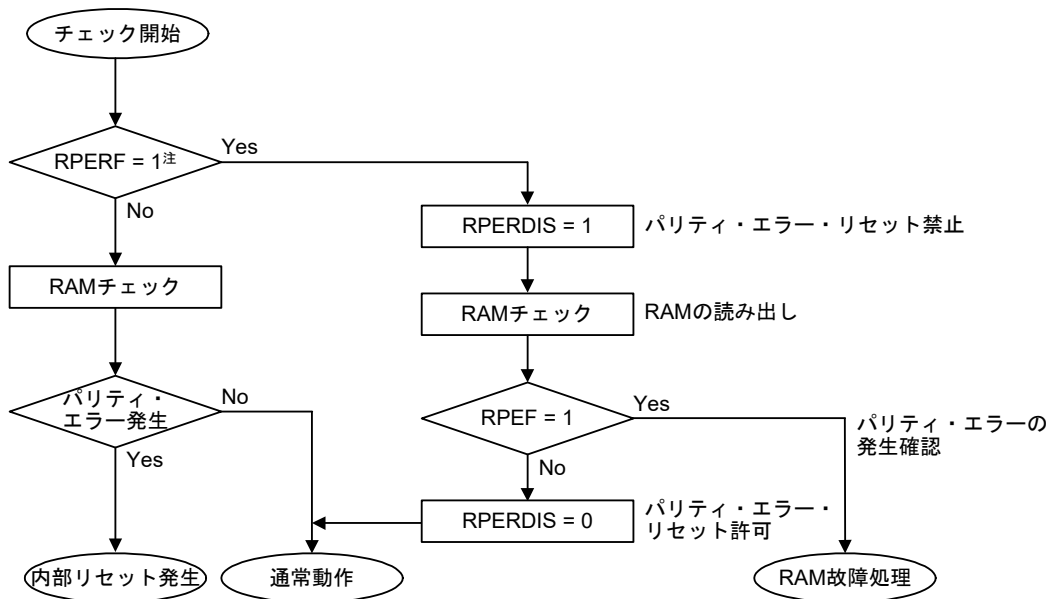 チェック開始
RPERF = 1注
Yes
No
RPERDIS = 1
パリティ・エラー・リセット禁止
RAMチェック
RAMチェック
RAMの読み出し
パリティ・
エラー発生
No
Yes
RPEF = 1
Yes
No
パリティ・エラーの
発生確認
RPERDIS = 0
パリティ・エラー・
リセット許可
内部リセット発生
通常動作
RAM故障処理